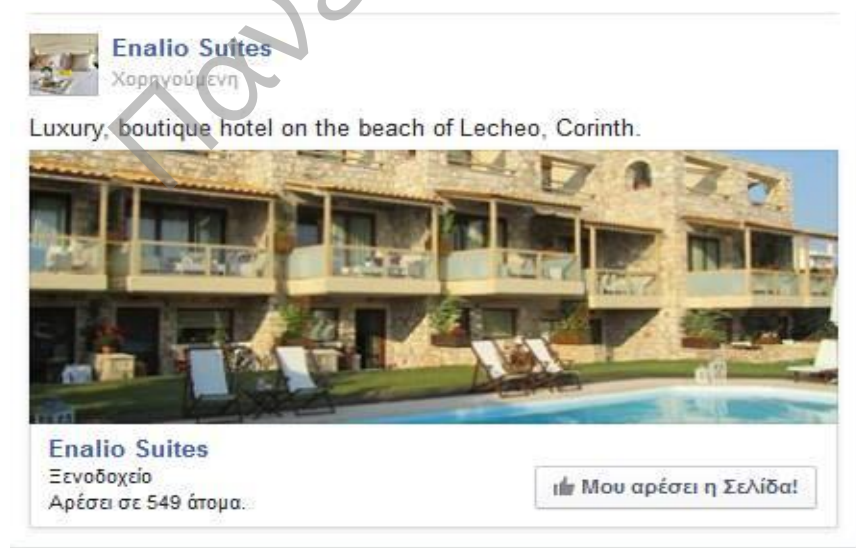 Enalio Suites
Χορηγούμενη
Luxury, boutique hotel on the beach of Lecheo, Corinth.
Enalio Suites
Ξενοδοχείο
Αρέσει σε 549 άτομα.
Μου αρέσει η Σελίδα!